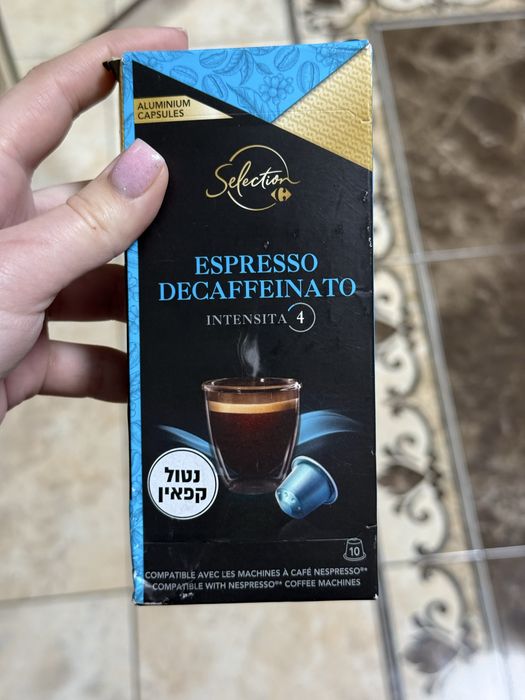 ALUMINIUM
CAPSULES
Selection
ESPRESSO
DECAFFEINATO
INTENSITA 4
נטול
קפאין
10
COMPATIBLE AVEC LES MACHINES À CAFÉ NESPRESSO®*
COMPATIBLE WITH NESPRESSO®* COFFEE MACHINES